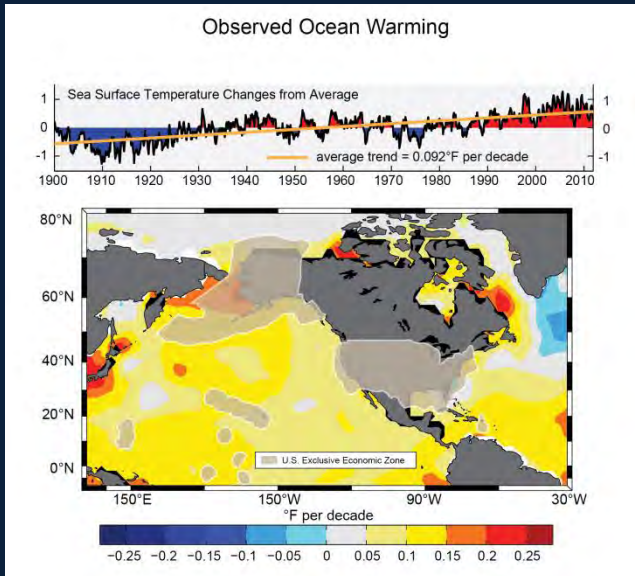 Observed Ocean Warming
Sea Surface Temperature Changes from Average
1 1
0 0
-1 -1
average trend = 0.092°F per decade
1900 1910 1920 1930 1940 1950 1960 1970 1980 1990 2000 2010
80°N
60°N
40°N
20°N
0°N
U.S. Exclusive Economic Zone
150°E 150°W 90°W 30°W
°F per decade
−0.25 −0.2 −0.15 −0.1 −0.05 0 0.05 0.1 0.15 0.2 0.25